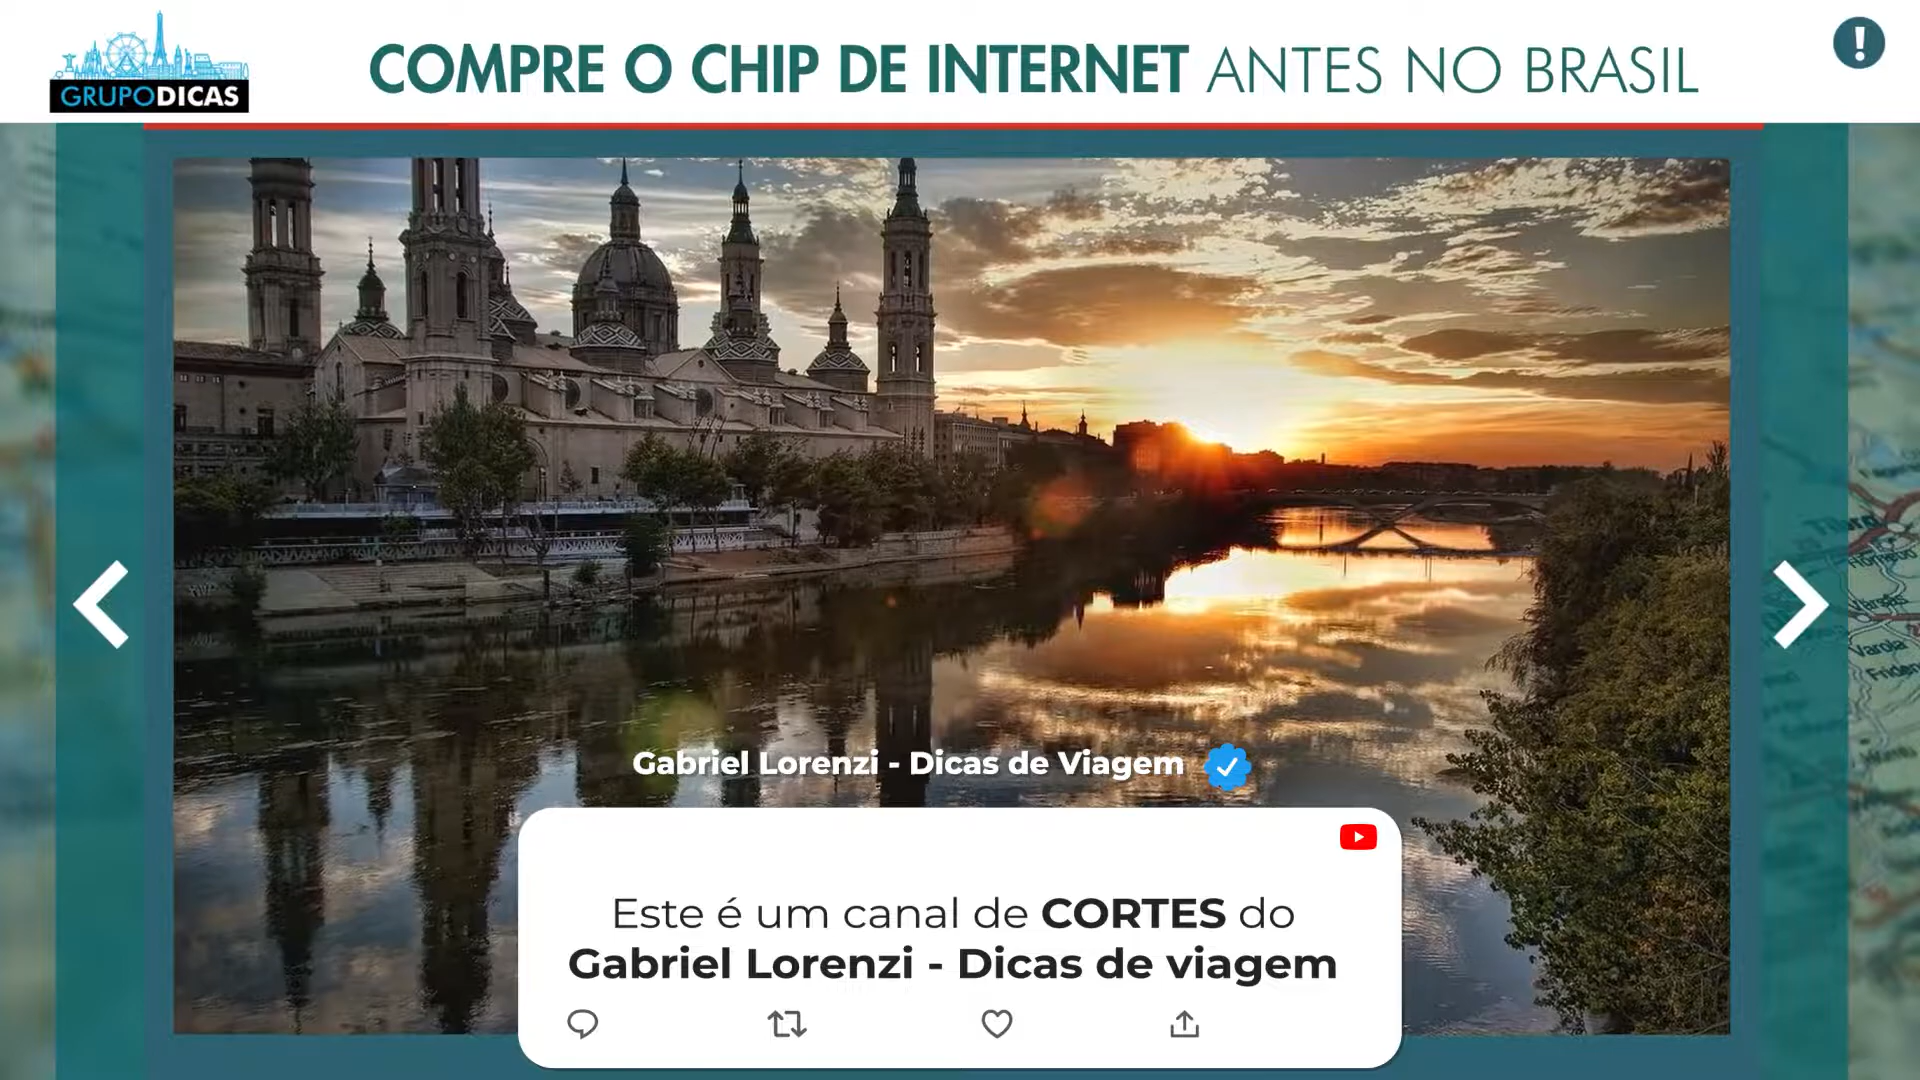 GRUPODICAS
COMPRE O CHIP DE INTERNET ANTES NO BRASIL
Gabriel Lorenzi - Dicas de Viagem
Este é um canal de CORTES do
Gabriel Lorenzi - Dicas de viagem
Varola